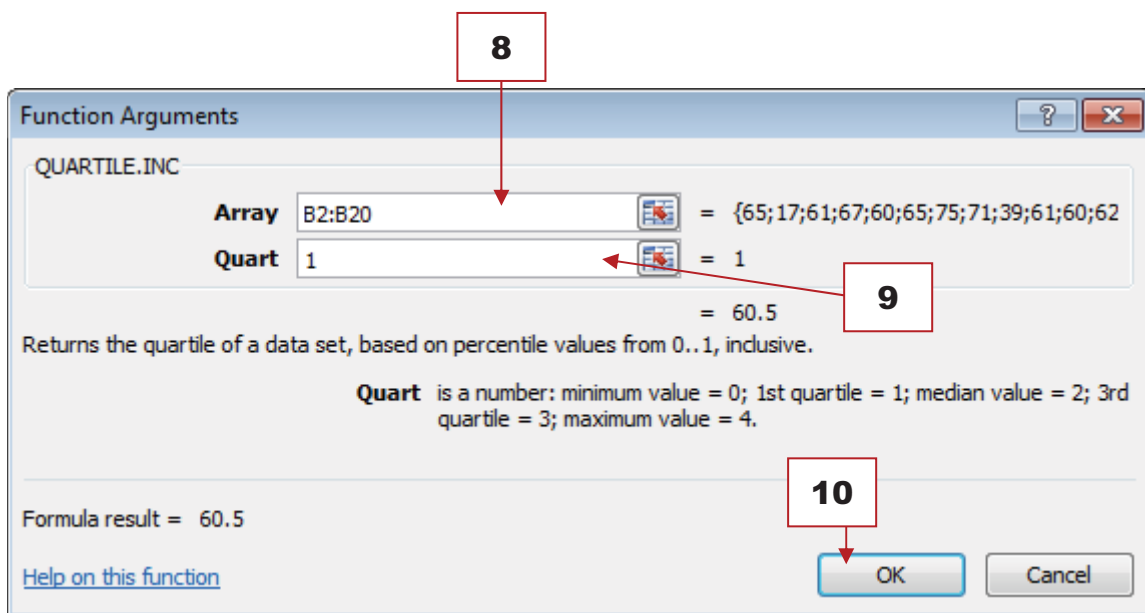 8
Function Arguments
?
QUARTILE.INC
Array B2:B20 = {65;17;61;67;60;65;75;71;39;61;60;62
Quart 1 = 1
9
= 60.5
Returns the quartile of a data set, based on percentile values from 0..1, inclusive.
Quart is a number: minimum value = 0; 1st quartile = 1; median value = 2; 3rd
quartile = 3; maximum value = 4.
10
Formula result = 60.5
Help on this function OK Cancel